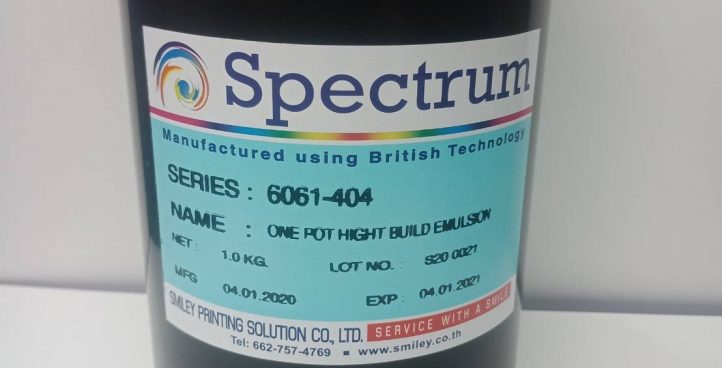 Spectrum
Manufactured using British Technology
SERIES : 6061-404
NAME : ONE POT HIGHT BUILD EMULSION
NET : 1.0 KG. LOT NO. : S20 0021
MFG 04.01.2020 EXP : 04.01.2021
SMILEY PRINTING SOLUTION CO., LTD. SERVICE WITH A SMILE
Tel: 662-757-4769 ■ www.smiley.co.th